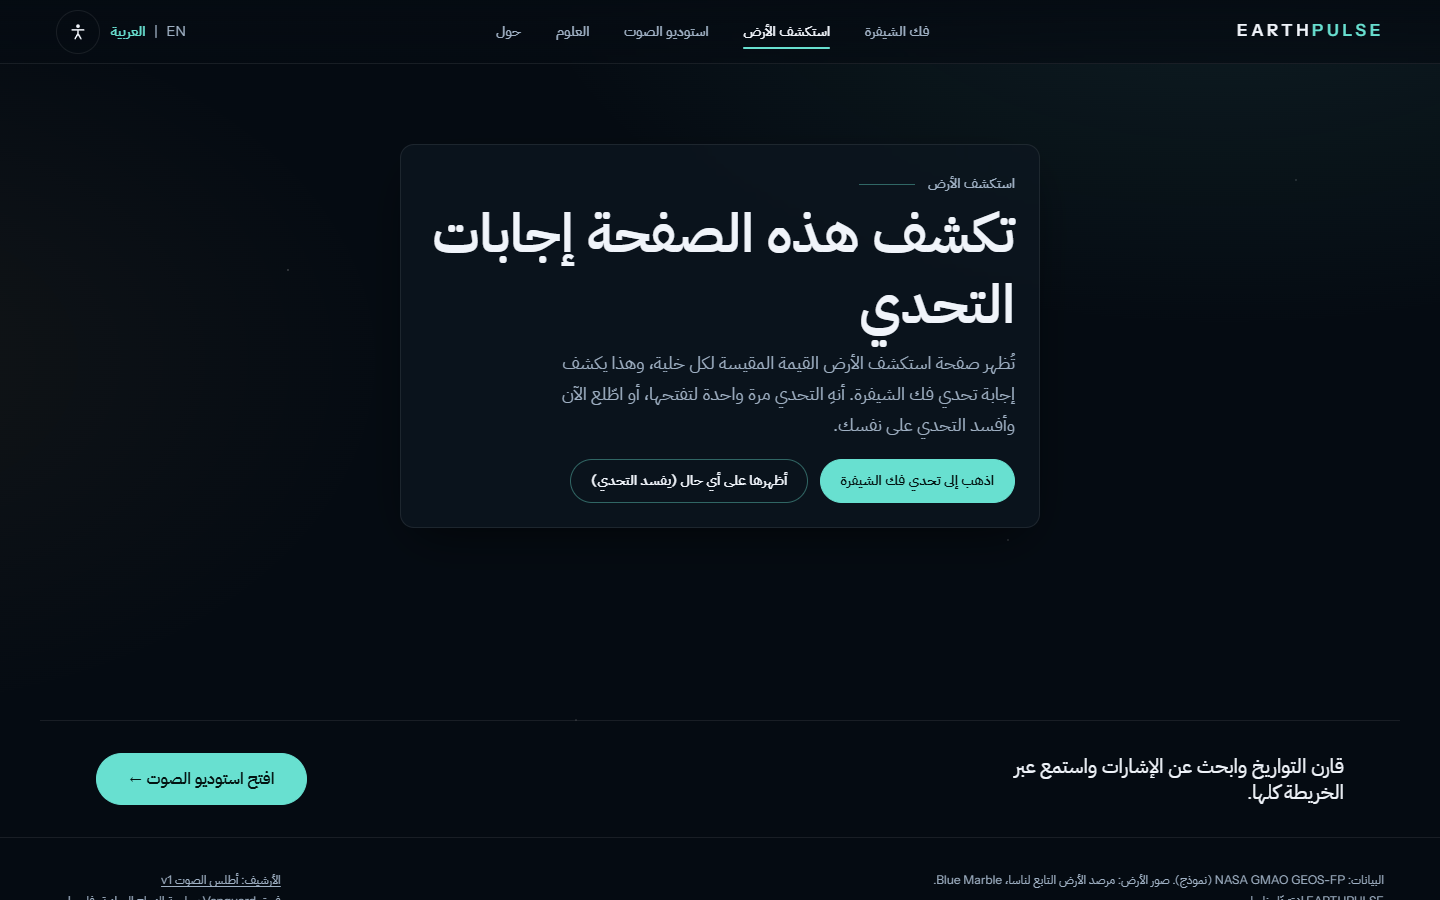 EARTHPULSE
فك الشيفرة
استكشف الأرض
استوديو الصوت
العلوم
حول
EN | العربية
استكشف الأرض
تكشف هذه الصفحة إجابات
التحدي
تُظهر صفحة استكشف الأرض القيمة المقيسة لكل خلية، وهذا يكشف
إجابة تحدي فك الشيفرة. أنهِ التحدي مرة واحدة لتفتحها، أو اطّلع الآن
وأفسد التحدي على نفسك.
اذهب إلى تحدي فك الشيفرة
أظهرها على أي حال (يفسد التحدي)
قارن التواريخ وابحث عن الإشارات واستمع عبر
الخريطة كلها.
افتح استوديو الصوت ←
البيانات: NASA GMAO GEOS-FP (نموذج). صور الأرض: مرصد الأرض التابع لناسا، Blue Marble.
الأرشيف: أطلس الصوت v1